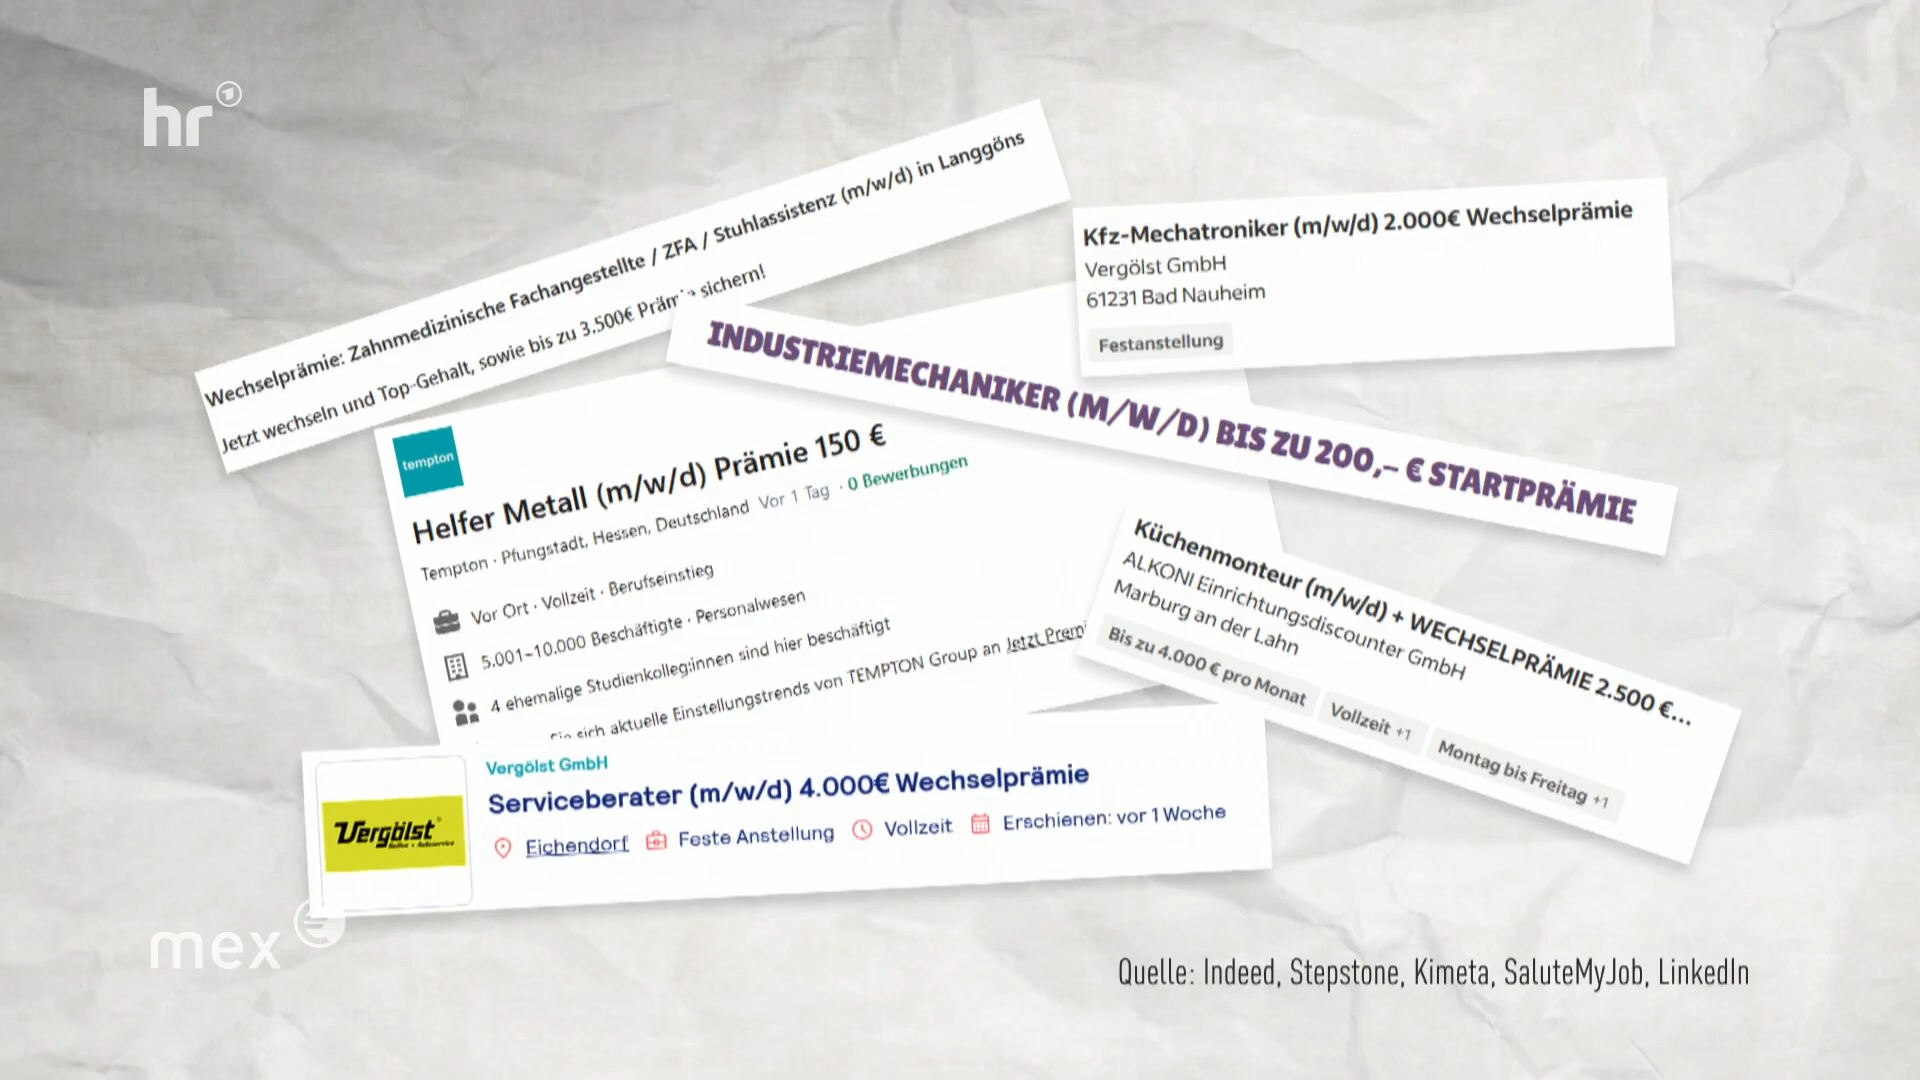 hr
Wechselprämie: Zahnmedizinische Fachangestellte / ZFA / Stuhlassistenz (m/w/d) in Langgöns
Jetzt wechseln und Top-Gehalt, sowie bis zu 3.500€ sichern!
Kfz-Mechatroniker (m/w/d) 2.000€ Wechselprämie
Vergölst GmbH
61231 Bad Nauheim
Festanstellung
INDUSTRIEMECHANIKER (M/W/D) BIS ZU 200,– € STARTPRÄMIE
tempton
Helfer Metall (m/w/d) Prämie 150 €
Tempton · Pfungstadt, Hessen, Deutschland Vor 1 Tag · 0 Bewerbungen
Vor Ort · Vollzeit · Berufseinstieg
5.001–10.000 Beschäftigte · Personalwesen
4 ehemalige Studienkolleg:innen sind hier beschäftigt
sich aktuelle Einstellungstrends von TEMPTON Group an Jetzt Premi
Küchenmonteur (m/w/d) + WECHSELPRÄMIE 2.500 €...
ALKONI Einrichtungsdiscounter GmbH
Marburg an der Lahn
Bis zu 4.000 € pro Monat
Vollzeit +1
Montag bis Freitag +1
Vergölst GmbH
Serviceberater (m/w/d) 4.000€ Wechselprämie
Eichendorf Feste Anstellung Vollzeit Erschienen: vor 1 Woche
Vergölst
Reifen + Autoservice
mex
Quelle: Indeed, Stepstone, Kimeta, SaluteMyJob, LinkedIn